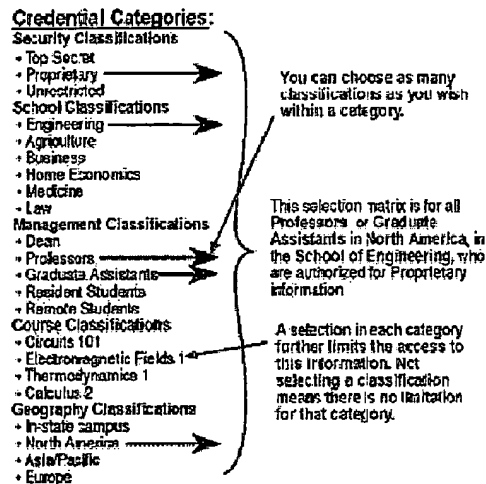 Credential Categories:
Security Classifications
• Top Secret
• Proprietary
• Unrestricted
School Classifications
• Engineering
• Agriculture
• Business
• Home Economics
• Medicine
• Law
Management Classifications
• Dean
• Professors
• Graduate Assistants
• Resident Students
• Remote Students
Course Classifications
• Circuits 101
• Electromagnetic Fields 1
• Thermodynamics 1
• Calculus 2
Geography Classifications
• In-state campus
• North America
• Asia/Pacific
• Europe
You can choose as many
classifications as you wish
within a category.
This selection matrix is for all
Professors or Graduate
Assistants in North America, in
the School of Engineering, who
are authorized for Proprietary
information
A selection in each category
further limits the access to
this information. Not
selecting a classification
means there is no limitation
for that category.